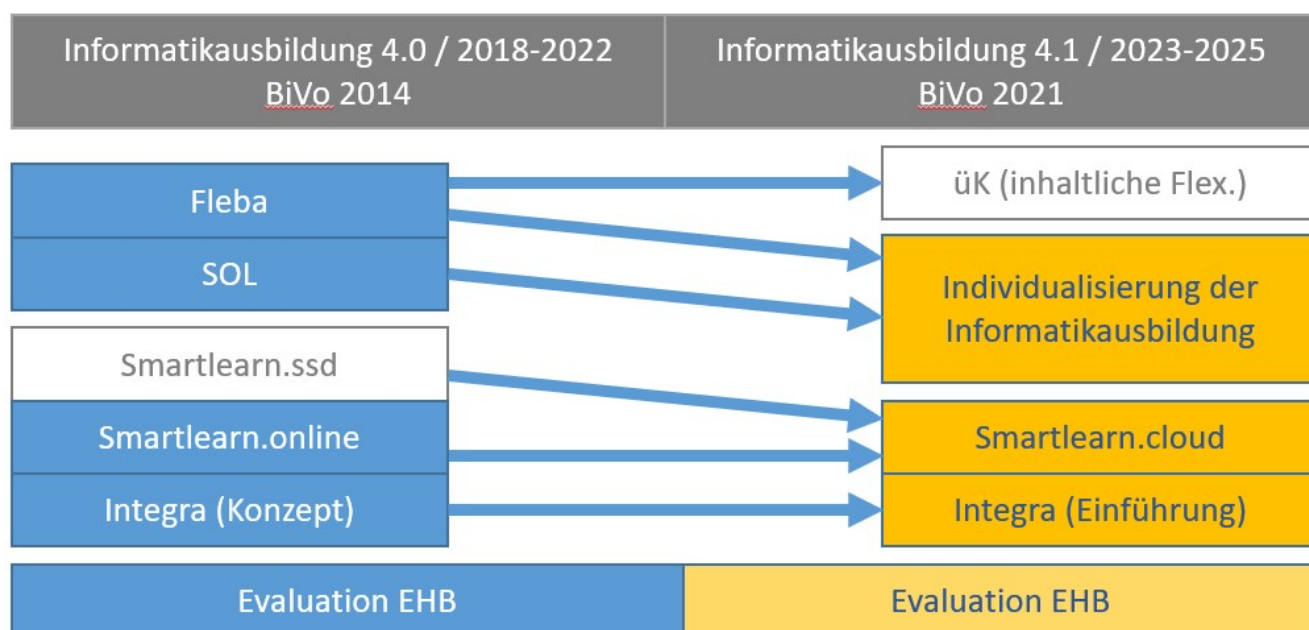 Informatikausbildung 4.0 / 2018-2022
BiVo 2014
Informatikausbildung 4.1 / 2023-2025
BiVo 2021
Fleba
SOL
Smartlearn.ssd
Smartlearn.online
Integra (Konzept)
üK (inhaltliche Flex.)
Individualisierung der
Informatikausbildung
Smartlearn.cloud
Integra (Einführung)
Evaluation EHB
Evaluation EHB